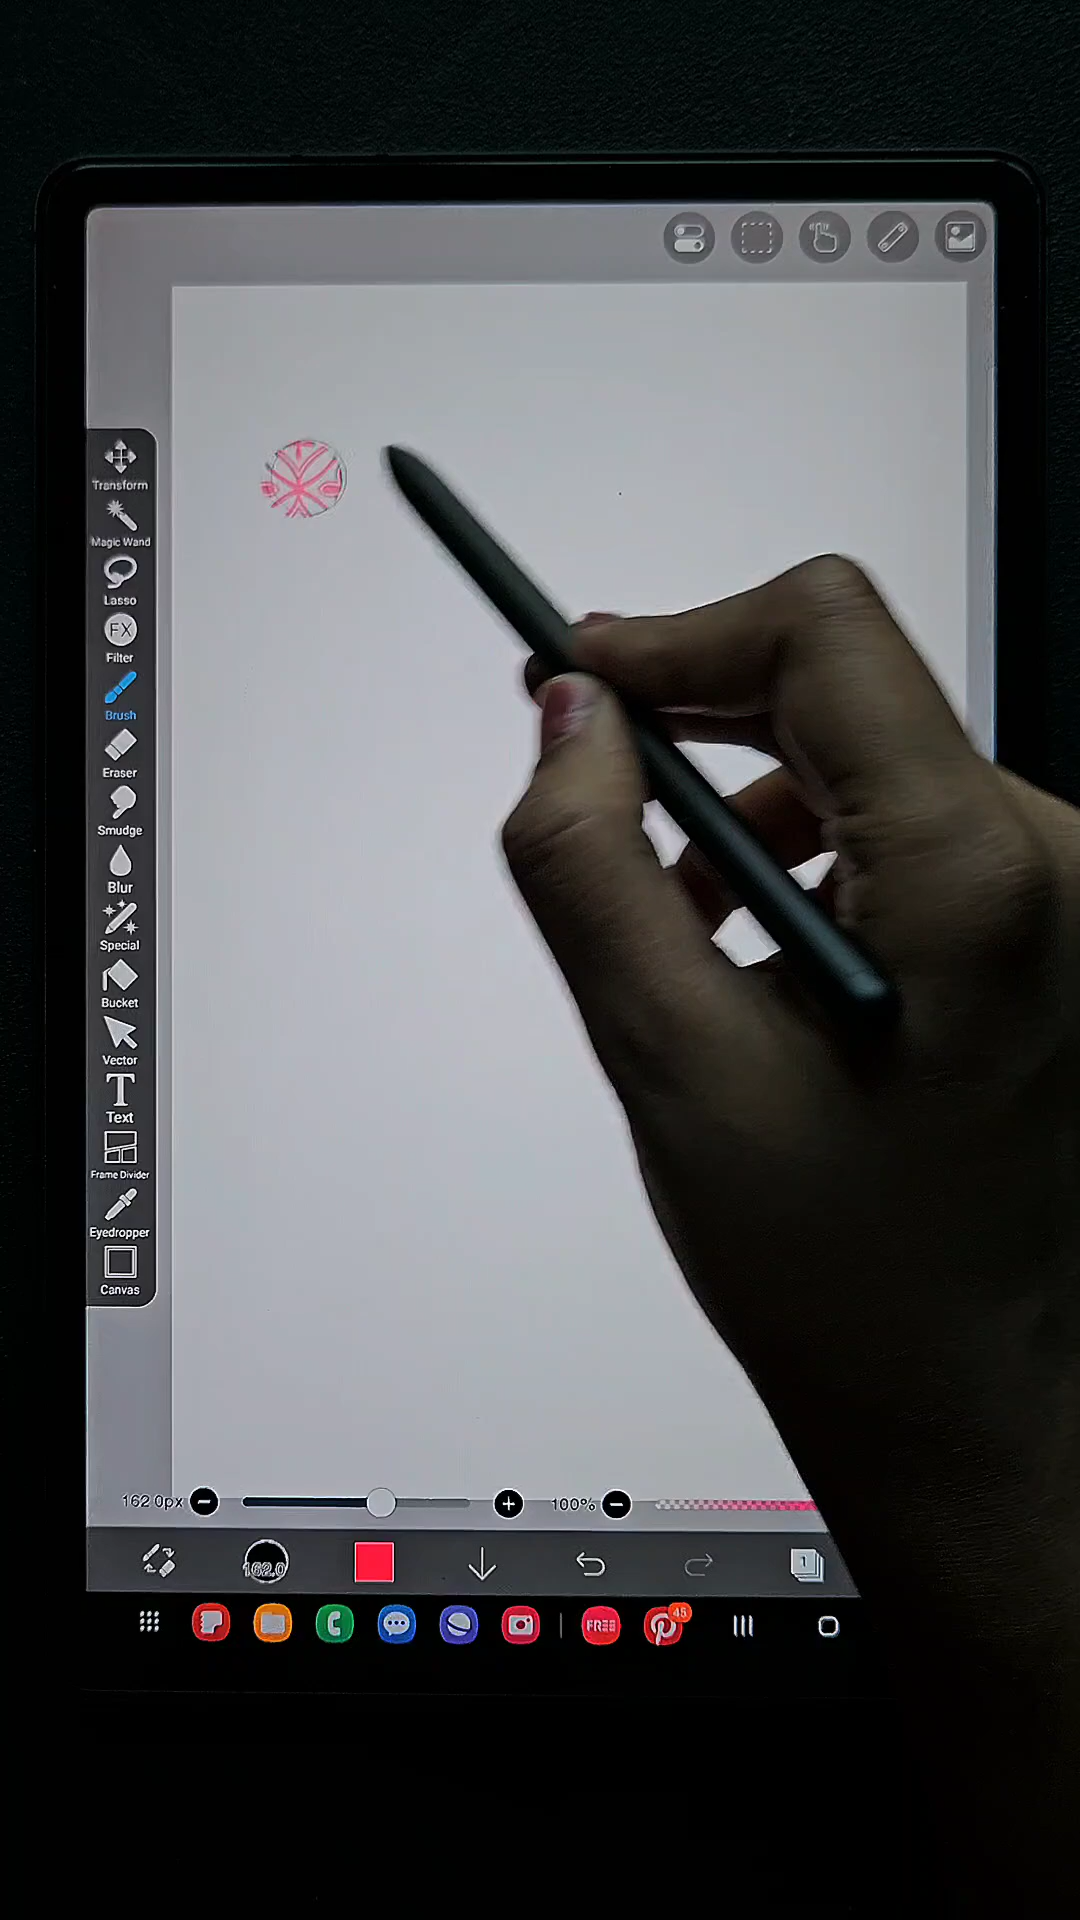 Transform
Magic Wand
Lasso
FX
Filter
Brush
Eraser
Smudge
Blur
Special
Bucket
Vector
T
Text
Frame Divider
Eyedropper
Canvas
162.0px
100%
162.0
1
FREE
45